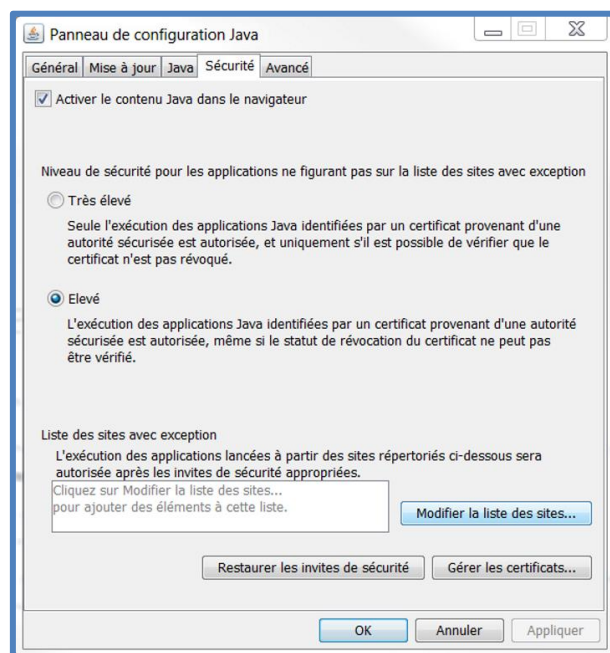 Panneau de configuration Java
Général Mise à jour Java Sécurité Avancé
Activer le contenu Java dans le navigateur
Niveau de sécurité pour les applications ne figurant pas sur la liste des sites avec exception
Très élevé
Seule l'exécution des applications Java identifiées par un certificat provenant d'une
autorité sécurisée est autorisée, et uniquement s'il est possible de vérifier que le
certificat n'est pas révoqué.
Elevé
L'exécution des applications Java identifiées par un certificat provenant d'une autorité
sécurisée est autorisée, même si le statut de révocation du certificat ne peut pas
être vérifié.
Liste des sites avec exception
L'exécution des applications lancées à partir des sites répertoriés ci-dessous sera
autorisée après les invites de sécurité appropriées.
Cliquez sur Modifier la liste des sites...
pour ajouter des éléments à cette liste.
Modifier la liste des sites...
Restaurer les invites de sécurité Gérer les certificats...
OK Annuler Appliquer